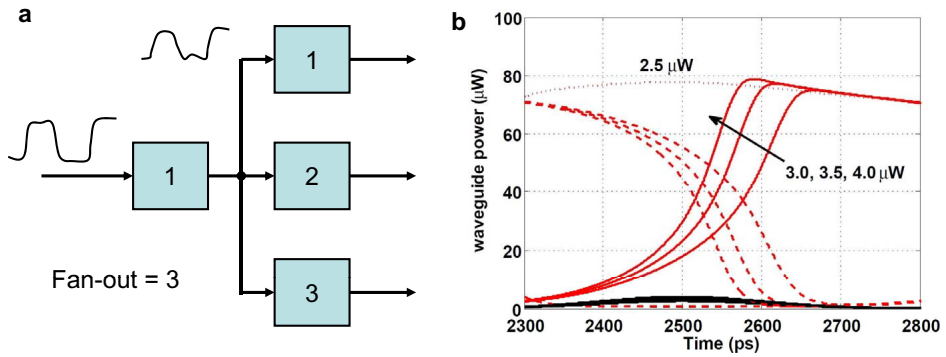 a
1
1
2
3
Fan-out = 3
b
waveguide power (μW)
100
80
60
40
20
0
2.5 μW
3.0, 3.5, 4.0 μW
2300
2400
2500
2600
2700
2800
Time (ps)